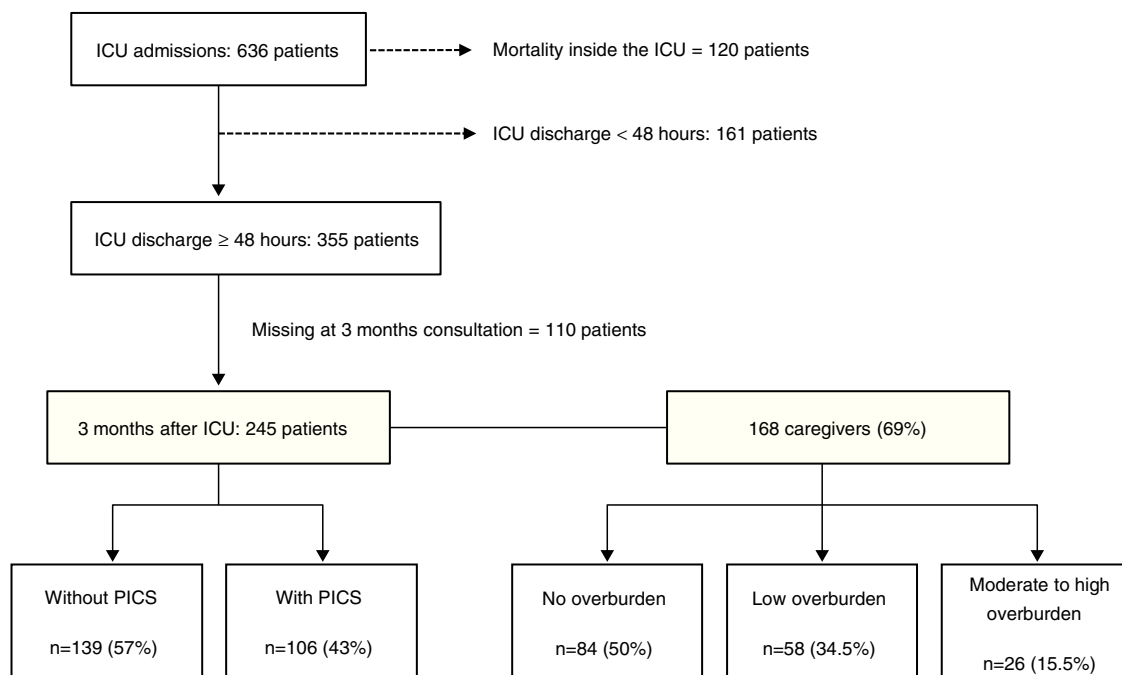 ICU admissions: 636 patients
Mortality inside the ICU = 120 patients
ICU discharge < 48 hours: 161 patients
ICU discharge ≥ 48 hours: 355 patients
Missing at 3 months consultation = 110 patients
3 months after ICU: 245 patients
168 caregivers (69%)
Without PICS
n=139 (57%)
With PICS
n=106 (43%)
No overburden
n=84 (50%)
Low overburden
n=58 (34.5%)
Moderate to high
overburden
n=26 (15.5%)